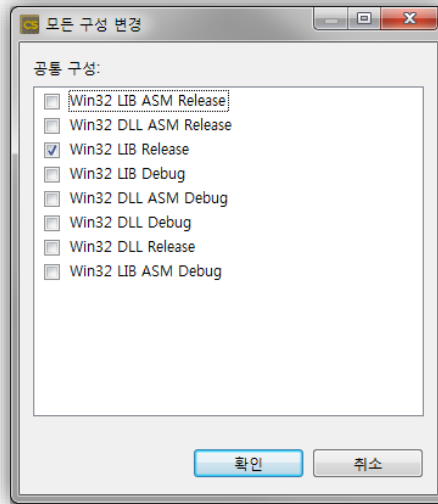 CS 모든 구성 변경
공통 구성:
Win32 LIB ASM Release
Win32 DLL ASM Release
Win32 LIB Release
Win32 LIB Debug
Win32 DLL ASM Debug
Win32 DLL Debug
Win32 DLL Release
Win32 LIB ASM Debug
확인 취소